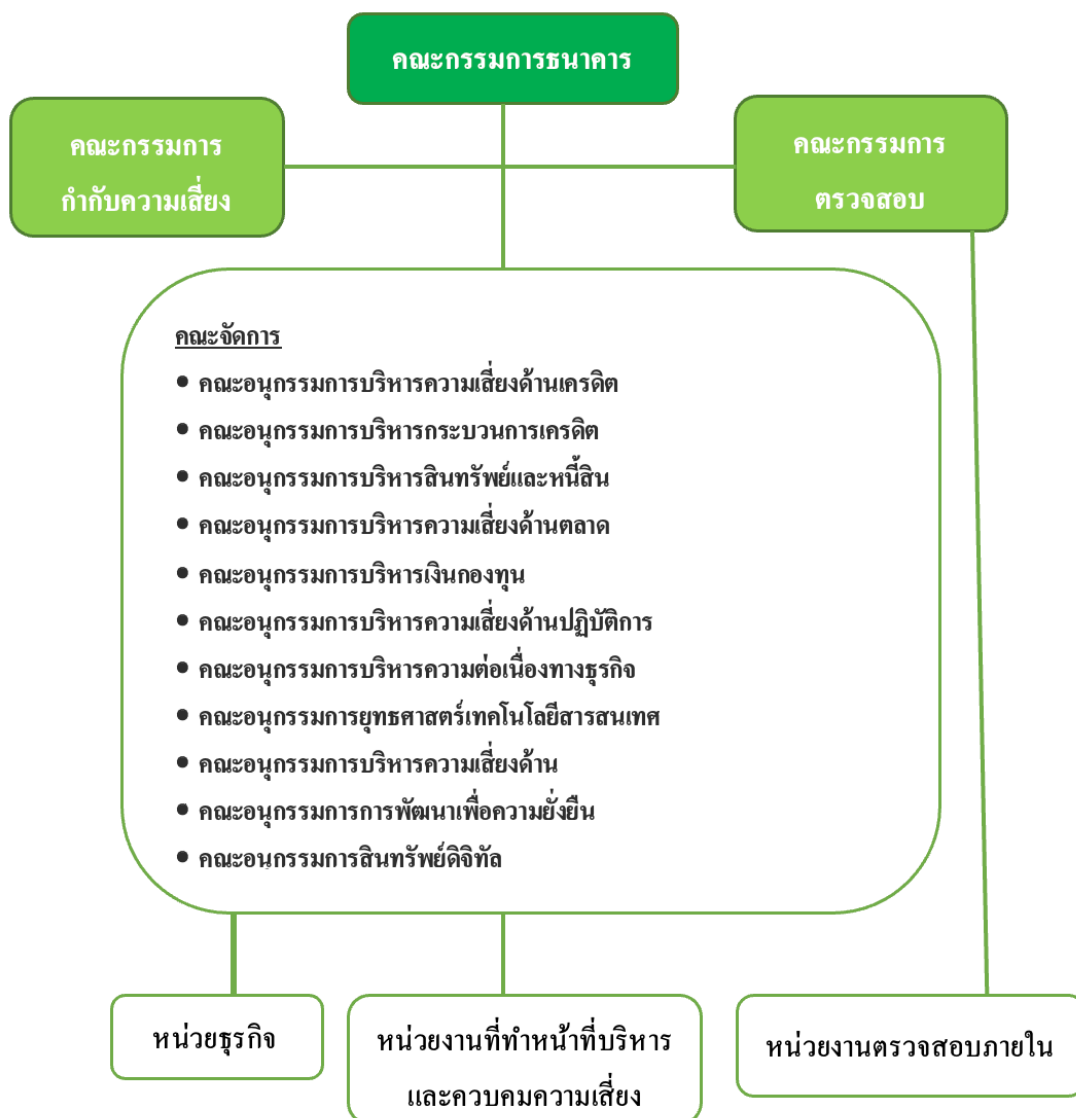 คณะกรรมการธนาคาร
คณะกรรมการ
กำกับความเสี่ยง
คณะกรรมการ
ตรวจสอบ
คณะจัดการ
• คณะอนุกรรมการบริหารความเสี่ยงด้านเครดิต
• คณะอนุกรรมการบริหารกระบวนการเครดิต
• คณะอนุกรรมการบริหารสินทรัพย์และหนี้สิน
• คณะอนุกรรมการบริหารความเสี่ยงด้านตลาด
• คณะอนุกรรมการบริหารเงินกองทุน
• คณะอนุกรรมการบริหารความเสี่ยงด้านปฏิบัติการ
• คณะอนุกรรมการบริหารความต่อเนื่องทางธุรกิจ
• คณะอนุกรรมการยุทธศาสตร์เทคโนโลยีสารสนเทศ
• คณะอนุกรรมการบริหารความเสี่ยงด้าน
• คณะอนุกรรมการการพัฒนาเพื่อความยั่งยืน
• คณะอนุกรรมการสินทรัพย์ดิจิทัล
หน่วยธุรกิจ
หน่วยงานที่ทำหน้าที่บริหาร
และควบคุมความเสี่ยง
หน่วยงานตรวจสอบภายใน